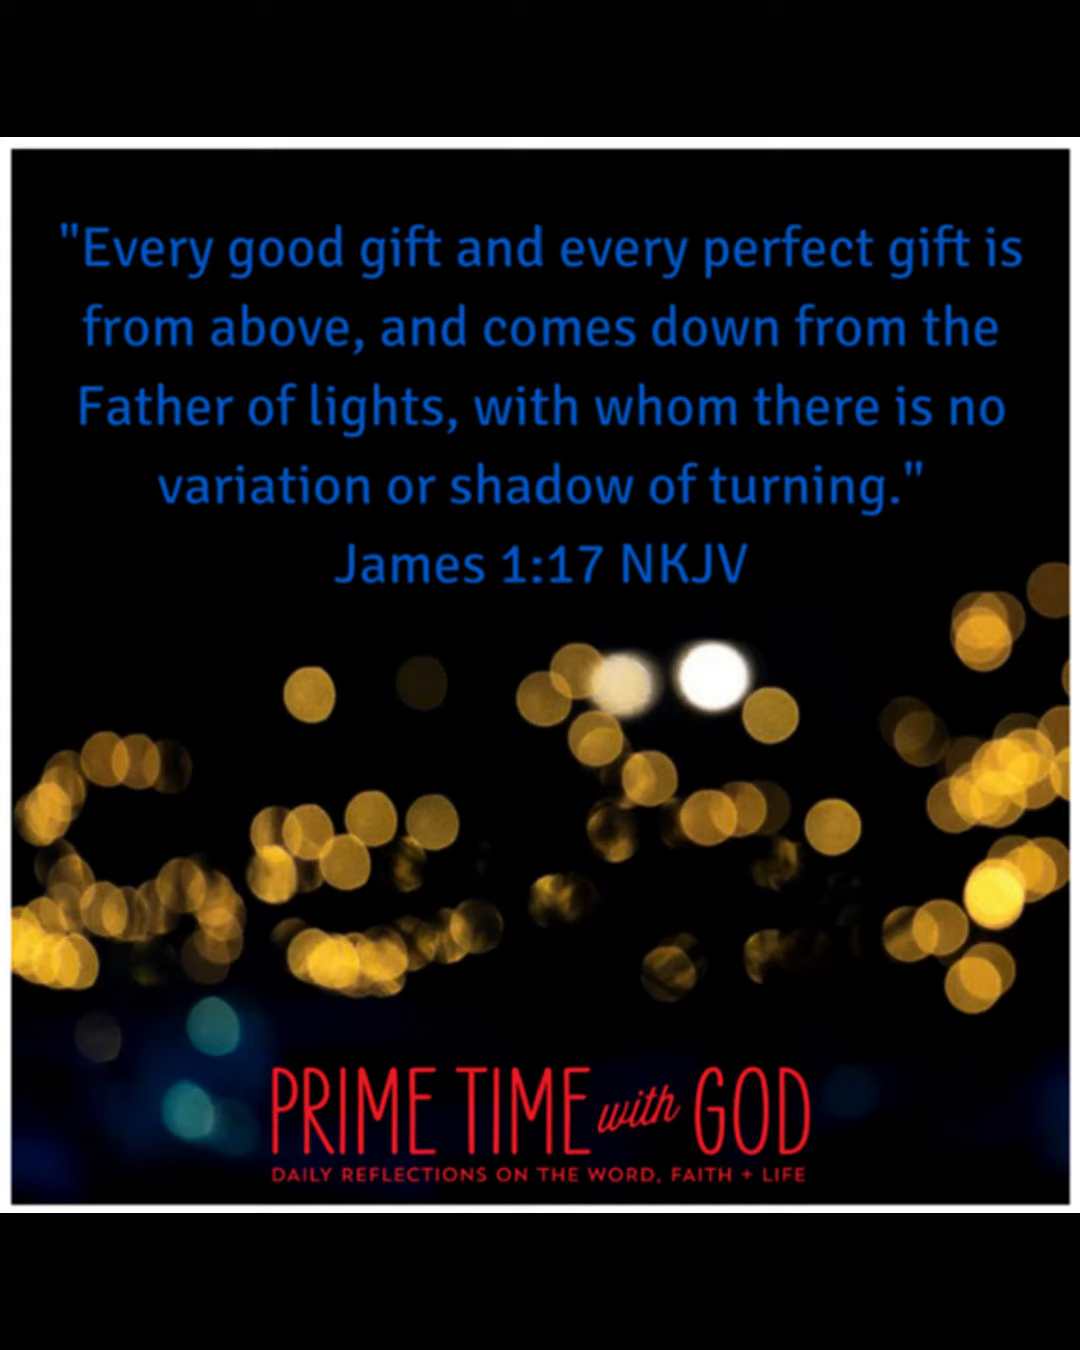 "Every good gift and every perfect gift is
from above, and comes down from the
Father of lights, with whom there is no
variation or shadow of turning."
James 1:17 NKJV
PRIME TIME with GOD
DAILY REFLECTIONS ON THE WORD, FAITH + LIFE